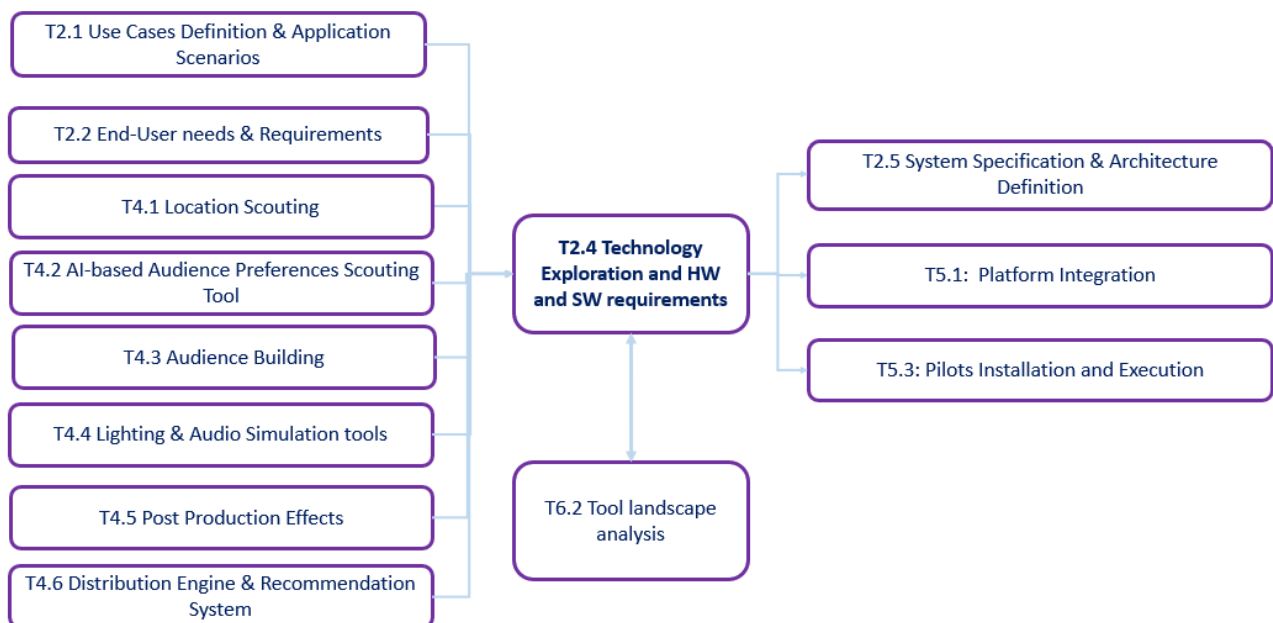 T2.1 Use Cases Definition & Application
Scenarios
T2.2 End-User needs & Requirements
T4.1 Location Scouting
T4.2 AI-based Audience Preferences Scouting
Tool
T4.3 Audience Building
T4.4 Lighting & Audio Simulation tools
T4.5 Post Production Effects
T4.6 Distribution Engine & Recommendation
System
T2.4 Technology
Exploration and HW
and SW requirements
T6.2 Tool landscape
analysis
T2.5 System Specification & Architecture
Definition
T5.1:  Platform Integration
T5.3: Pilots Installation and Execution